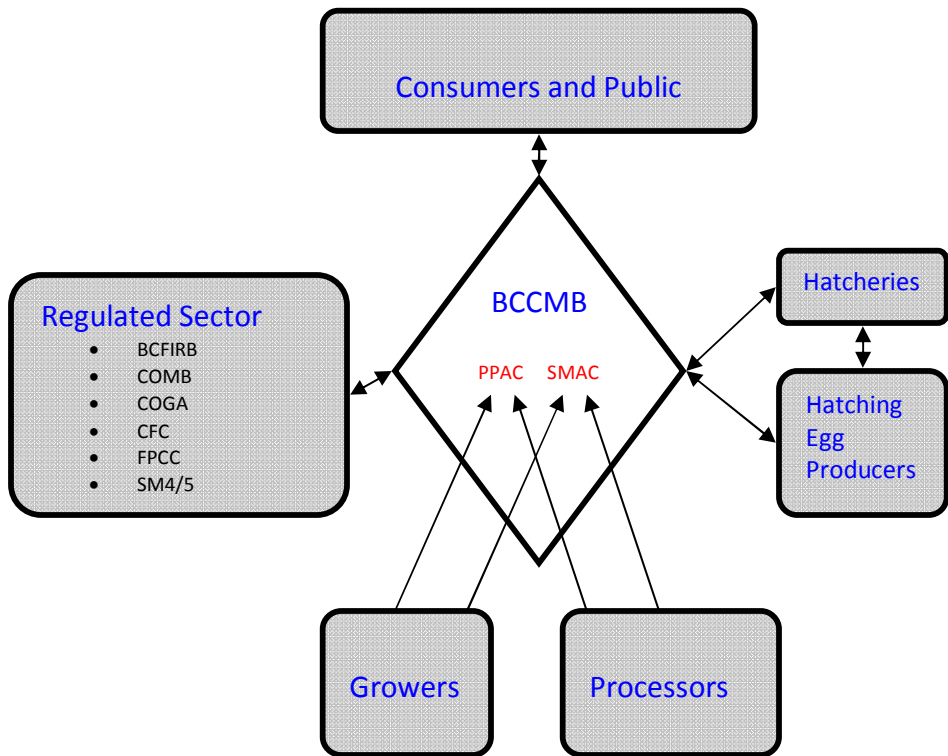 Consumers and Public
BCCMB
PPAC SMAC
Regulated Sector
• BCFIRB
• COMB
• COGA
• CFC
• FPCC
• SM4/5
Hatcheries
Hatching
Egg
Producers
Growers
Processors